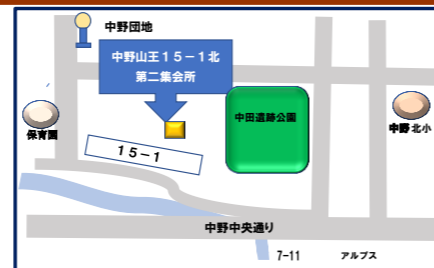 中野団地
中野山王15-1北
第二集会所
中田遺跡公園
保育園
中野北小
15-1
中野中央通り
7-11
アルプス